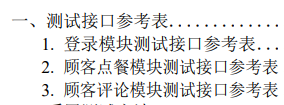 一、测试接口参考表..............
1. 登录模块测试接口参考表...
2. 顾客点餐模块测试接口参考表
3. 顾客评论模块测试接口参考表